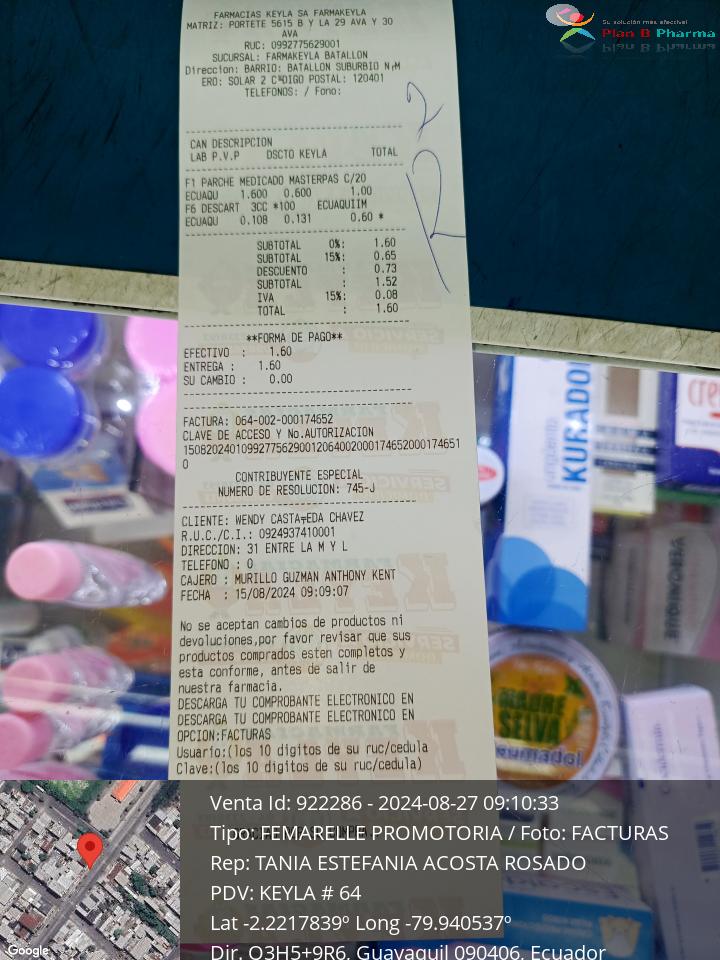 FARMACIAS KEYLA SA FARMAKEYLA
MATRIZ: PORTETE 5615 B Y LA 29 AVA Y 30
AVA
RUC: 0992775629001
SUCURSAL: FARMAKEYLA BATALLON
Direccion: BARRIO: BATALLON SUBURBIO
ERO: SOLAR 2 POSTAL: 120401
TELEFONOS: / Fono:
CAN DESCRIPCION
LAB P.V.P DSCTO KEYLA TOTAL
F1 PARCHE MEDICADO MASTERPAS C/20
ECUAQU 1.600 0.600 1.00
F6 DESCART 3CC *100 ECUAQUIIM
ECUAQU 0.108 0.131 0.60 *
SUBTOTAL 0%: 1.60
SUBTOTAL 15%: 0.65
DESCUENTO : 0.73
SUBTOTAL : 1.52
IVA 15%: 0.08
TOTAL : 1.60
**FORMA DE PAGO**
EFECTIVO : 1.60
ENTREGA : 1.60
SU CAMBIO : 0.00
FACTURA: 064-002-000174652
CLAVE DE ACCESO Y No.AUTORIZACION
150820240109927756290012064002000174652000174651
0
CONTRIBUYENTE ESPECIAL
NUMERO DE RESOLUCION: 745-J
CLIENTE: WENDY CASTA┬EDA CHAVEZ
R.U.C./C.I.: 0924937410001
DIRECCION: 31 ENTRE LA M Y L
TELEFONO : 0
CAJERO : MURILLO GUZMAN ANTHONY KENT
FECHA : 15/08/2024 09:09:07
No se aceptan cambios de productos ni
devoluciones,por favor revisar que sus
productos comprados esten completos y
esta conforme, antes de salir de
nuestra farmacia.
DESCARGA TU COMPROBANTE ELECTRONICO EN
DESCARGA TU COMPROBANTE ELECTRONICO EN
OPCION:FACTURAS
Usuario:(los 10 digitos de su ruc/cedula
Clave:(los 10 digitos de su ruc/cedula)
Su solución más efectiva!
Plan B Pharma
KURADO
MADRE
SELVA
Venta Id: 922286 - 2024-08-27 09:10:33
Tipo: FEMARELLE PROMOTORIA / Foto: FACTURAS
Rep: TANIA ESTEFANIA ACOSTA ROSADO
PDV: KEYLA # 64
Lat -2.2217839º Long -79.940537º
Dir. Q3H5+9R6, Guayaquil 090406, Ecuador
Google